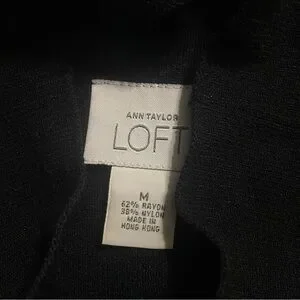 ANN TAYLOR
LOFT
M
62% RAYON
38% NYLON
MADE IN
HONG KONG